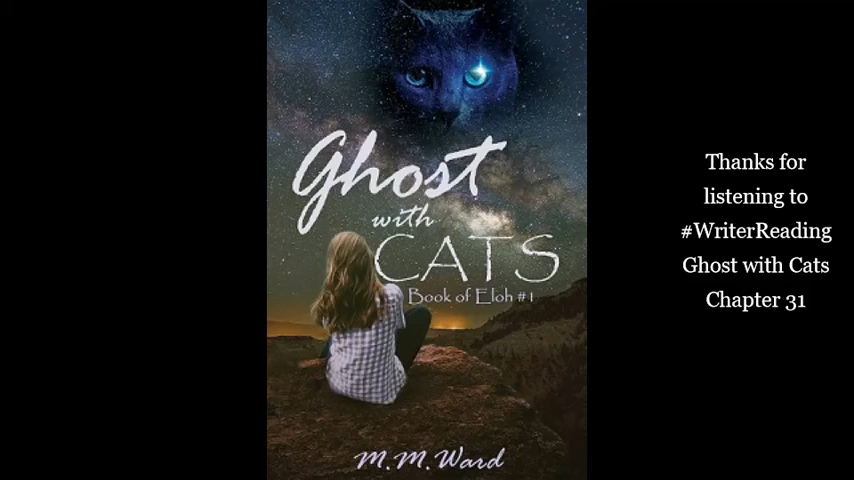 Ghost
with
CATS
Book of Eloh #1
M.M. Ward
Thanks for
listening to
#WriterReading
Ghost with Cats
Chapter 31